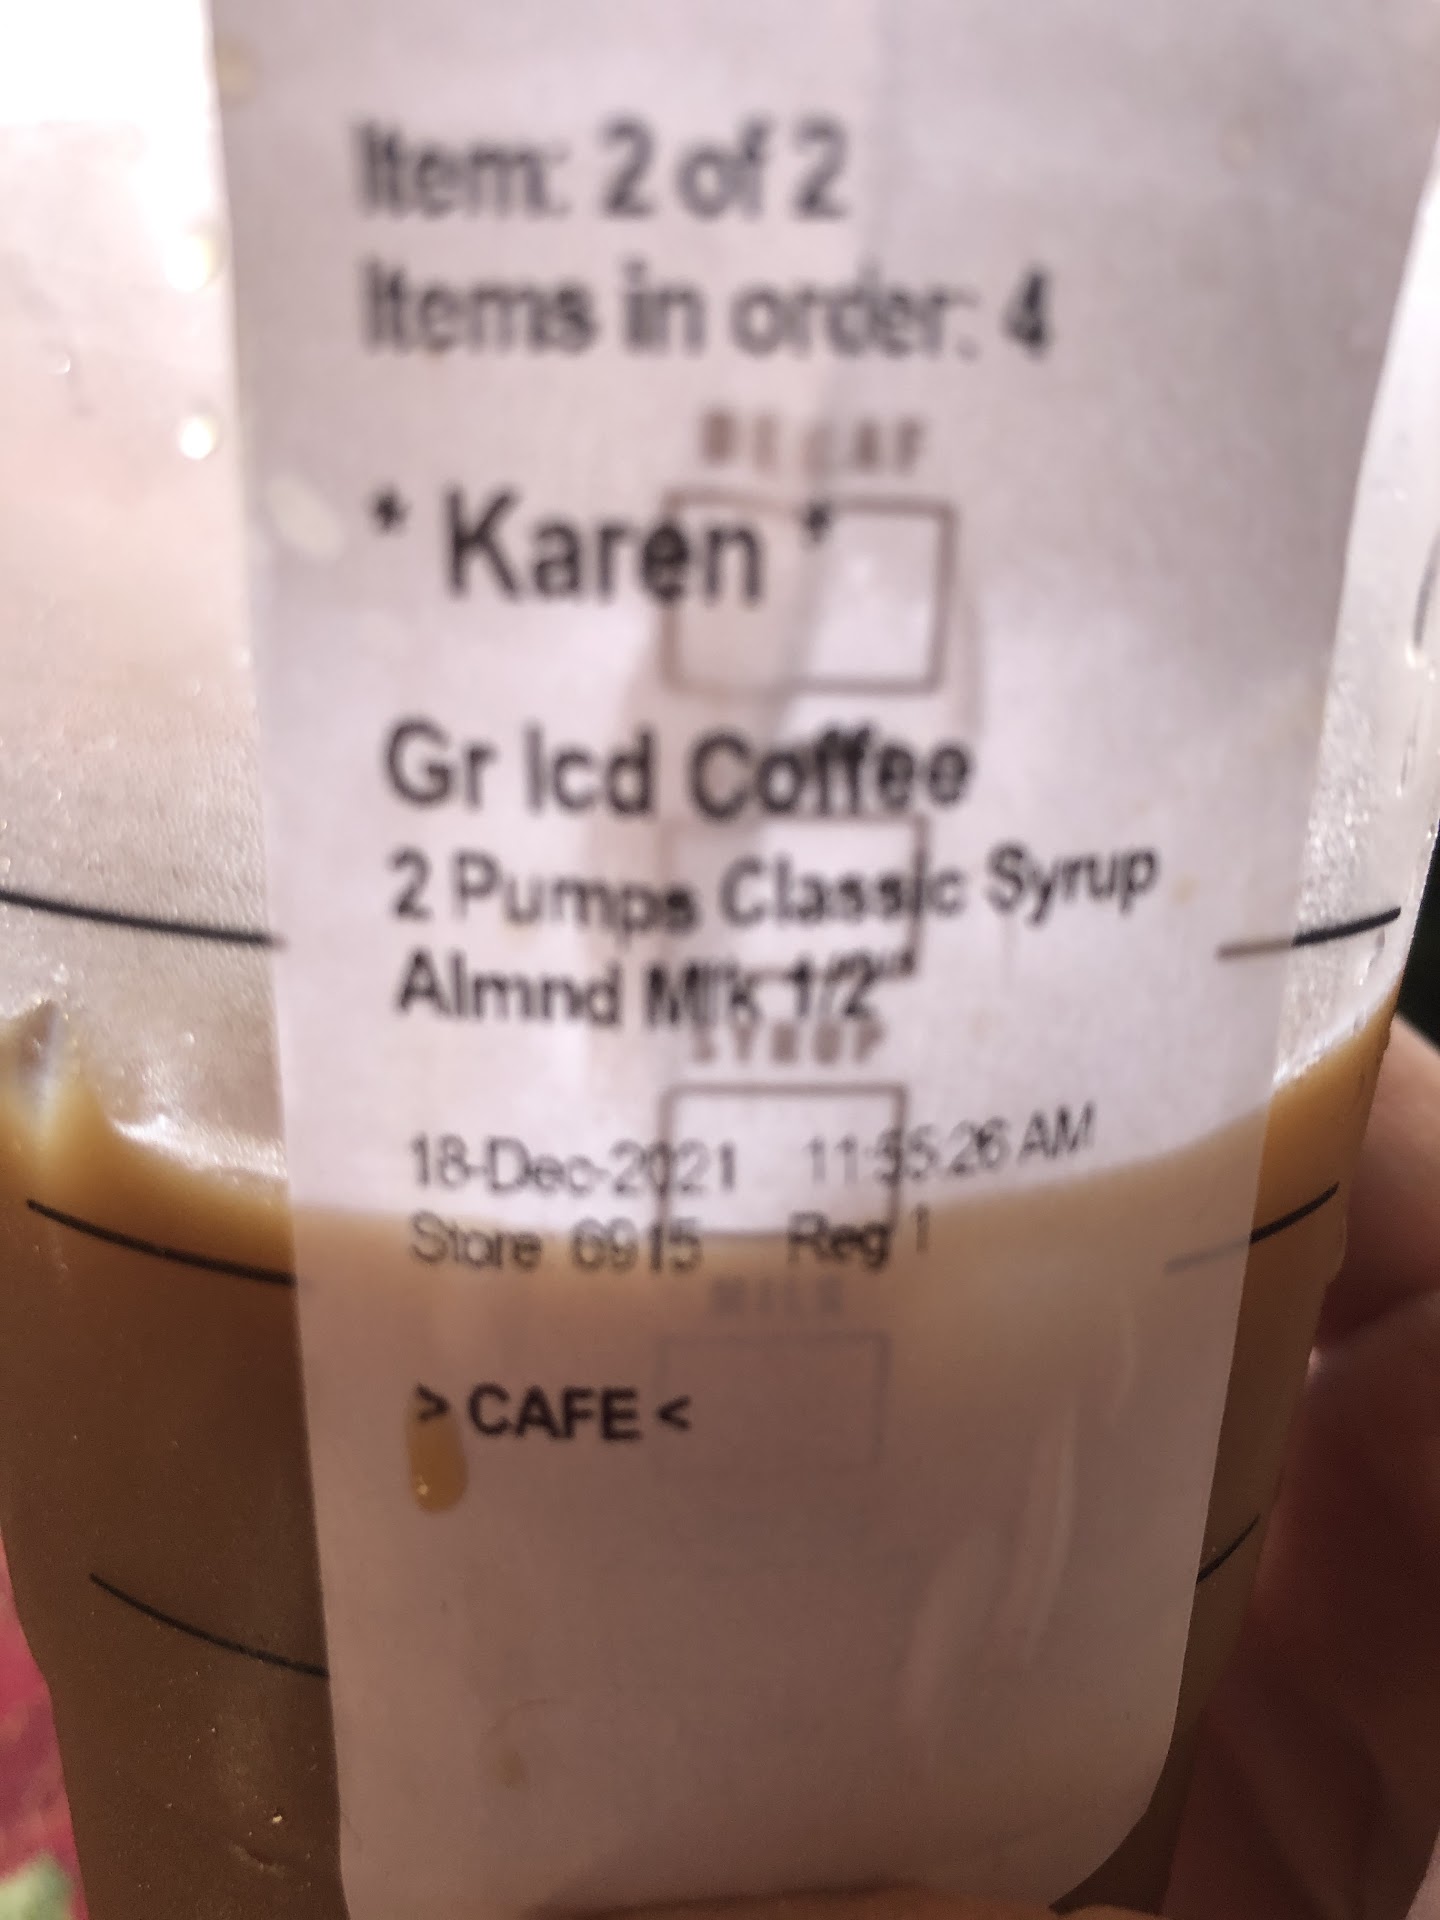 Item: 2 of 2
Items in order: 4
DECAF
* Karen *
Gr Icd Coffee
2 Pumps Classic Syrup
Almnd Milk 1/2"
SYRUP
18-Dec-2021 11:55:26 AM
Store 6915 Reg 1
MILK
> CAFE <